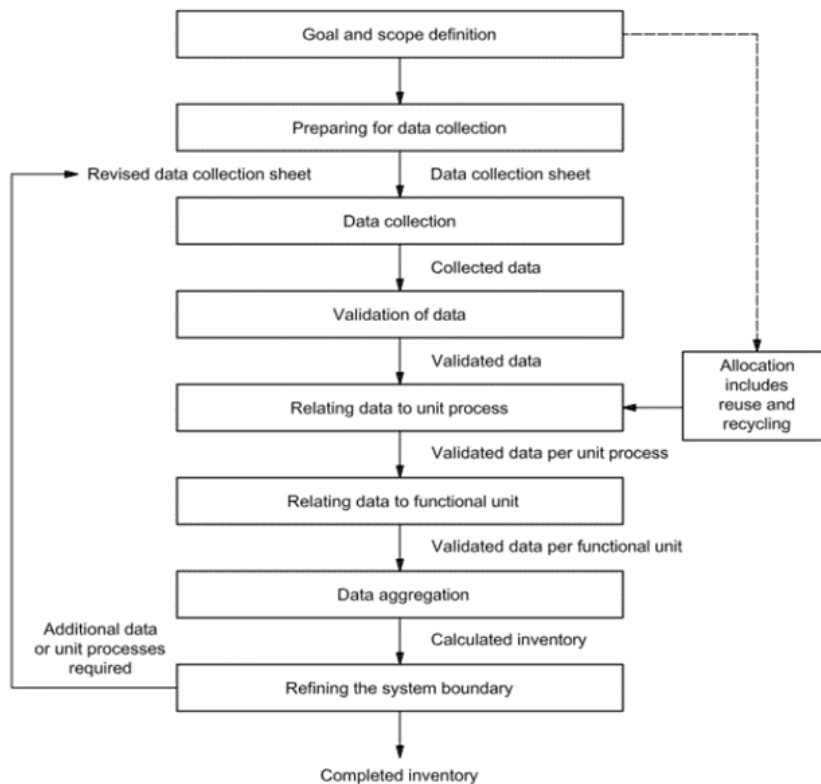 Goal and scope definition
Preparing for data collection
Revised data collection sheet
Data collection sheet
Data collection
Collected data
Validation of data
Validated data
Allocation
includes
reuse and
recycling
Relating data to unit process
Validated data per unit process
Relating data to functional unit
Validated data per functional unit
Data aggregation
Calculated inventory
Additional data
or unit processes
required
Refining the system boundary
Completed inventory